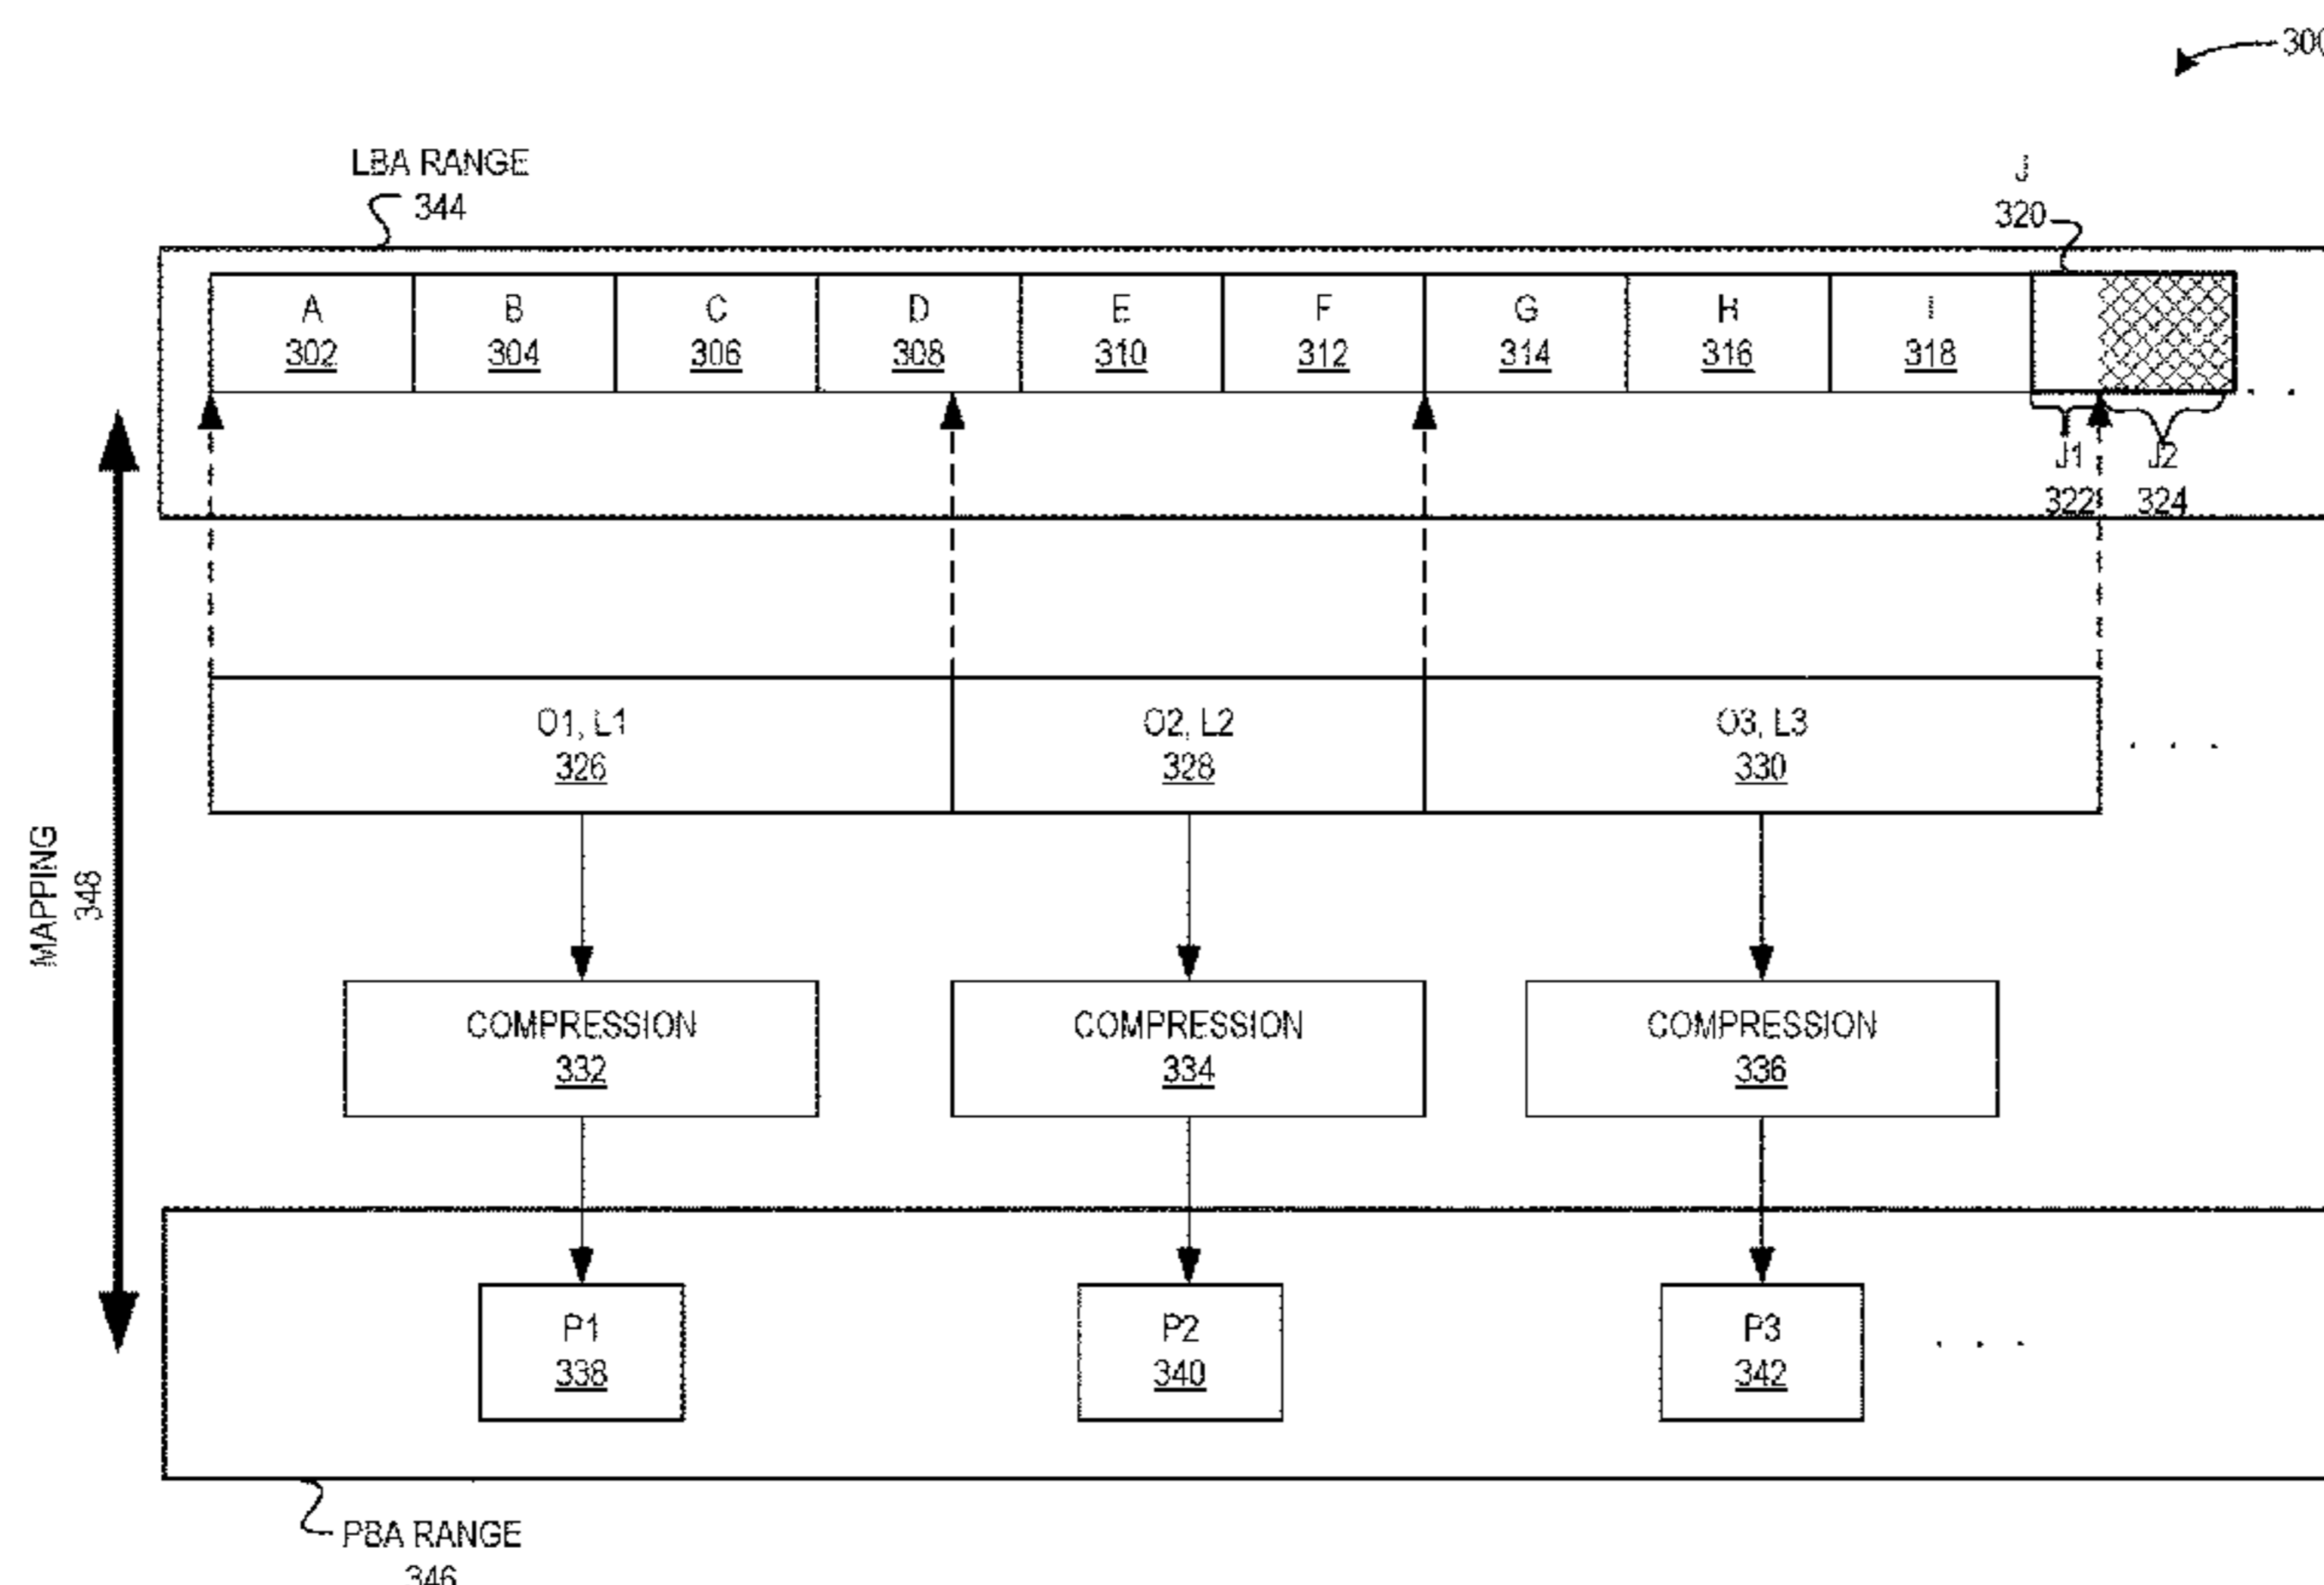 300
LBA RANGE
344
J
320
A
302
B
304
C
306
D
308
E
310
F
312
G
314
H
316
I
318
J1
322
J2
324
O1, L1
326
O2, L2
328
O3, L3
330
MAPPING
348
COMPRESSION
332
COMPRESSION
334
COMPRESSION
336
P1
338
P2
340
P3
342
PBA RANGE
346